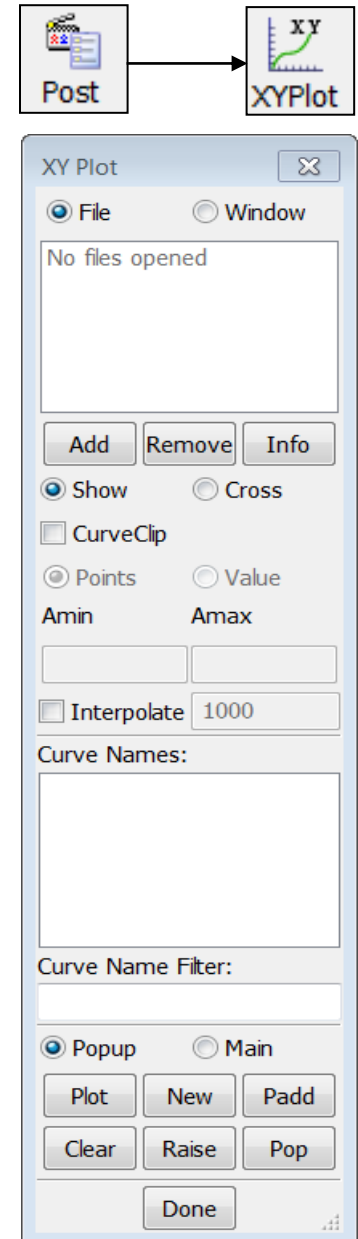 XY
Post XYPlot
XY Plot
File Window
No files opened
Add Remove Info
Show Cross
CurveClip
Points Value
Amin Amax
Interpolate 1000
Curve Names:
Curve Name Filter:
Popup Main
Plot New Padd
Clear Raise Pop
Done